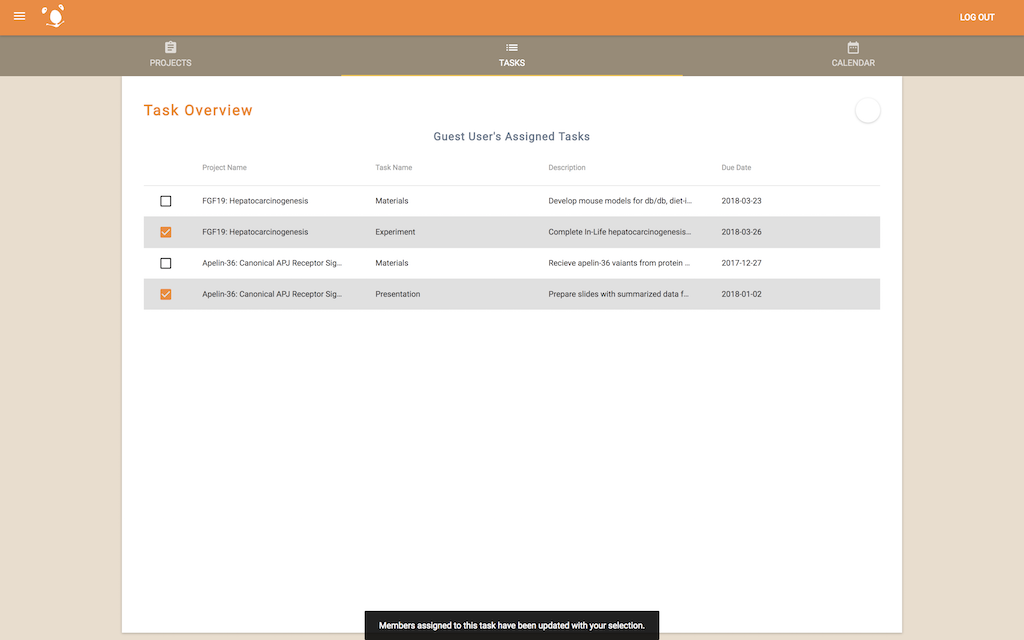 LOG OUT
PROJECTS
TASKS
CALENDAR
Task Overview
Guest User's Assigned Tasks
Project Name Task Name Description Due Date
FGF19: Hepatocarcinogenesis Materials Develop mouse models for db/db, diet-i... 2018-03-23
FGF19: Hepatocarcinogenesis Experiment Complete In-Life hepatocarcinogenesis... 2018-03-26
Apelin-36: Canonical APJ Receptor Sig... Materials Recieve apelin-36 vaiants from protein ... 2017-12-27
Apelin-36: Canonical APJ Receptor Sig... Presentation Prepare slides with summarized data f... 2018-01-02
Members assigned to this task have been updated with your selection.